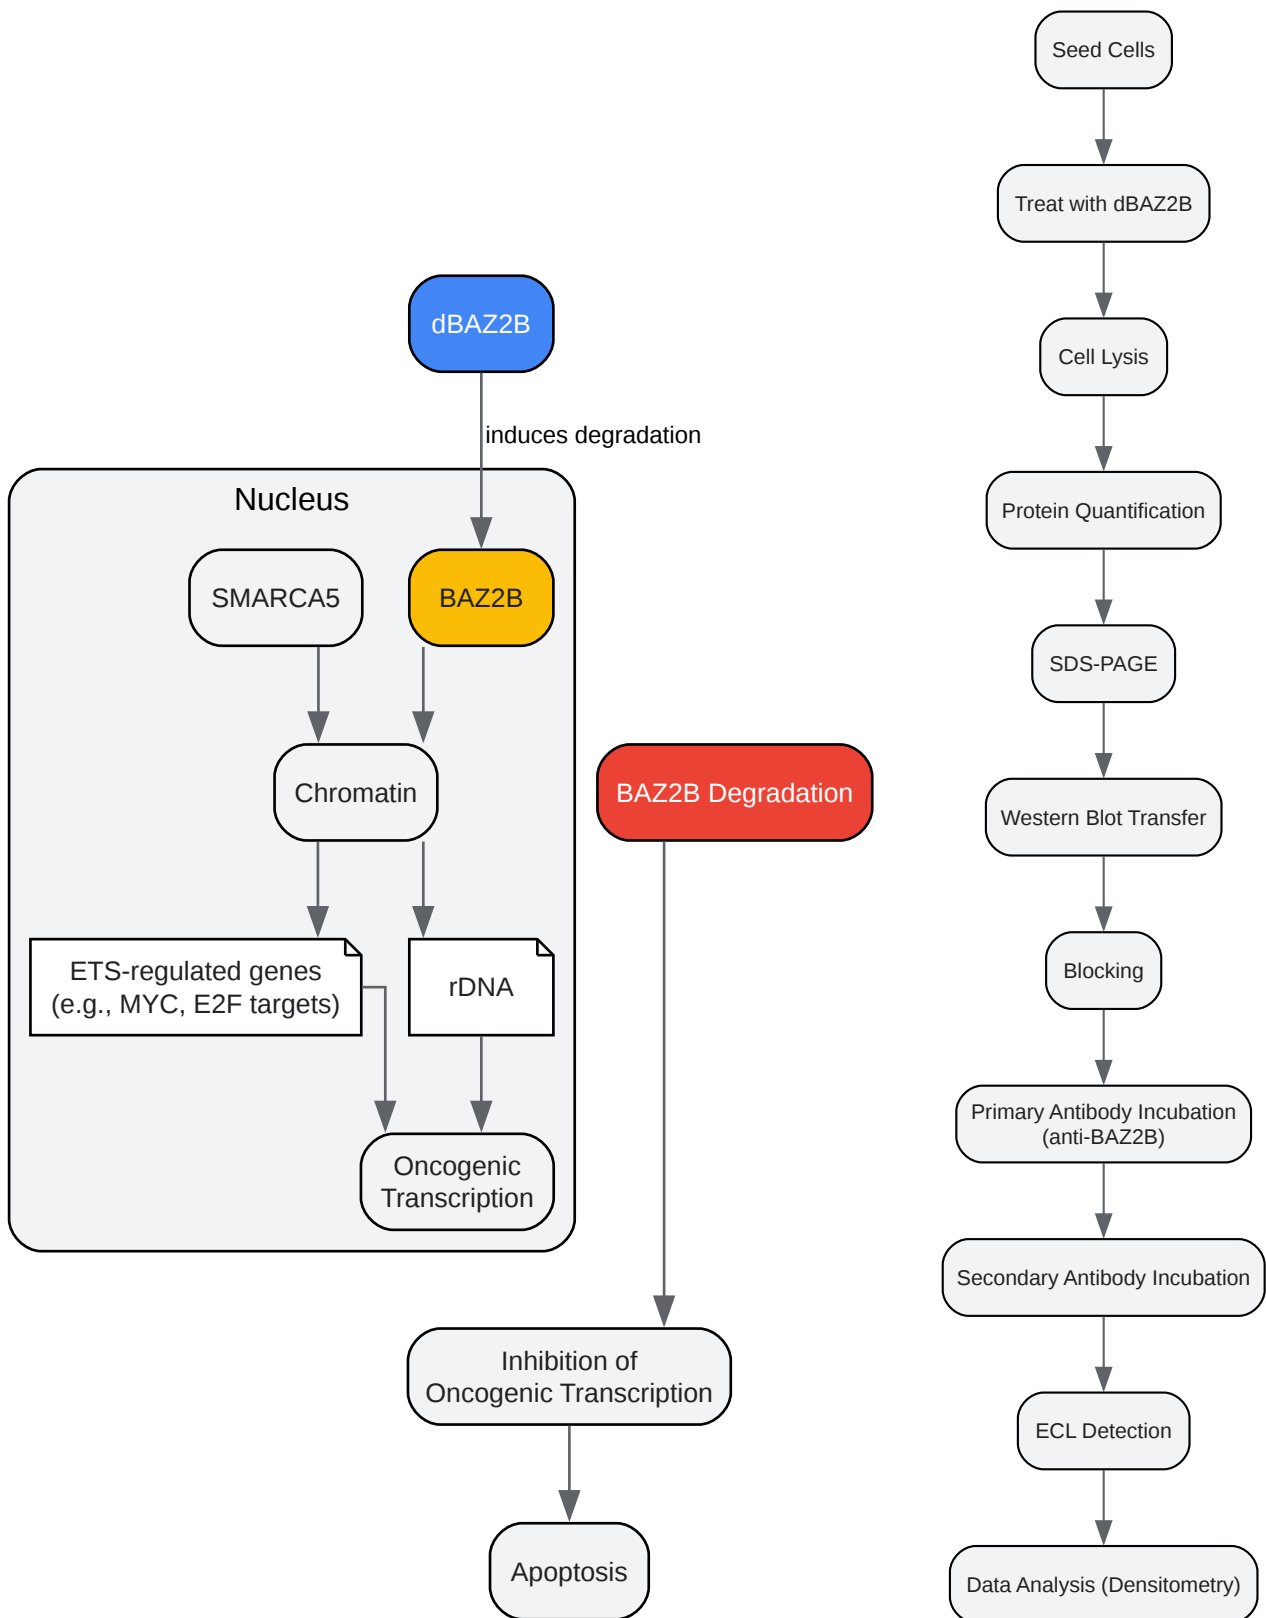 dBAZ2B
induces degradation
Nucleus
SMARCA5
BAZ2B
Chromatin
BAZ2B Degradation
ETS-regulated genes
(e.g., MYC, E2F targets)
rDNA
Oncogenic
Transcription
Inhibition of
Oncogenic Transcription
Apoptosis
Seed Cells
Treat with dBAZ2B
Cell Lysis
Protein Quantification
SDS-PAGE
Western Blot Transfer
Blocking
Primary Antibody Incubation
(anti-BAZ2B)
Secondary Antibody Incubation
ECL Detection
Data Analysis (Densitometry)